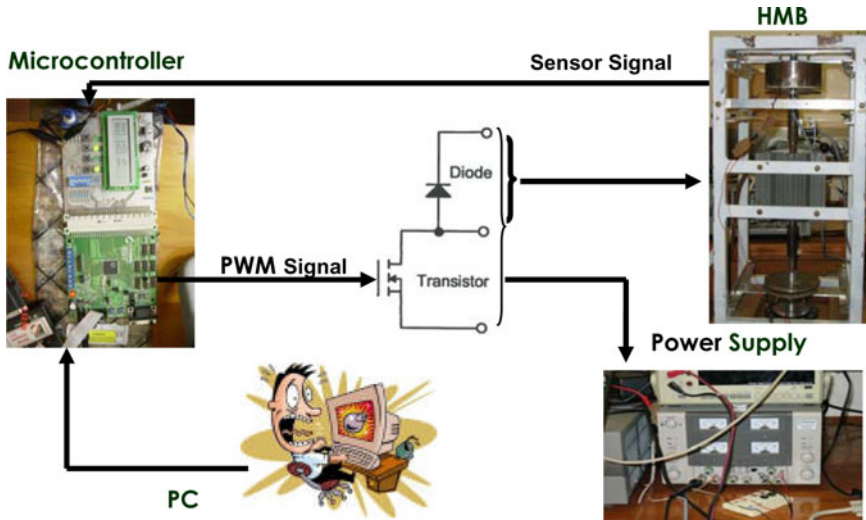 HMB
Microcontroller
Sensor Signal
Diode
PWM Signal
Transistor
Power Supply
PC